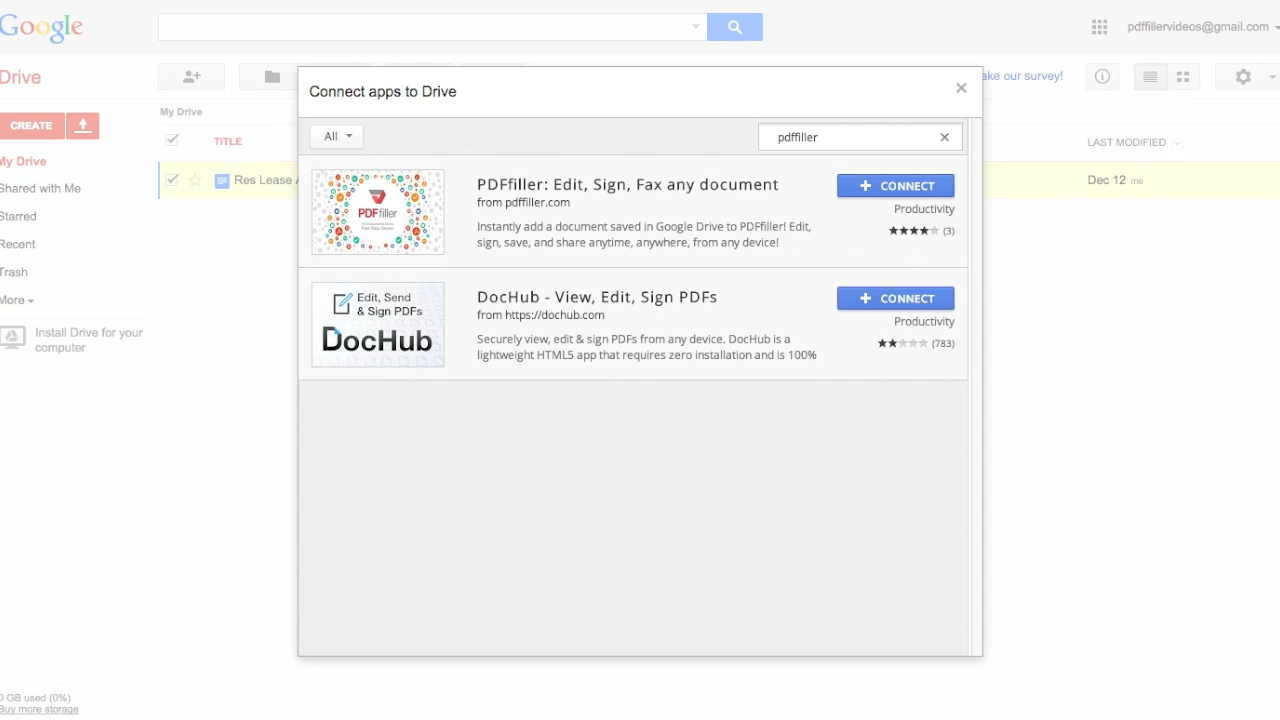 Google
pdffillervideos@gmail.com
Drive
ake our survey!
Connect apps to Drive
My Drive
All
pdffiller
CREATE
TITLE
LAST MODIFIED
My Drive
Res Lease A
Dec 12 me
Shared with Me
Starred
Recent
Trash
More
Install Drive for your
computer
PDFfiller
PDFfiller: Edit, Sign, Fax any document
from pdffiller.com
Instantly add a document saved in Google Drive to PDFfiller! Edit,
sign, save, and share anytime, anywhere, from any device!
CONNECT
Productivity
(3)
Edit, Send
& Sign PDFs
DocHub
DocHub - View, Edit, Sign PDFs
from https://dochub.com
Securely view, edit & sign PDFs from any device. DocHub is a
lightweight HTML5 app that requires zero installation and is 100%
CONNECT
Productivity
(783)
0 GB used (0%)
Buy more storage